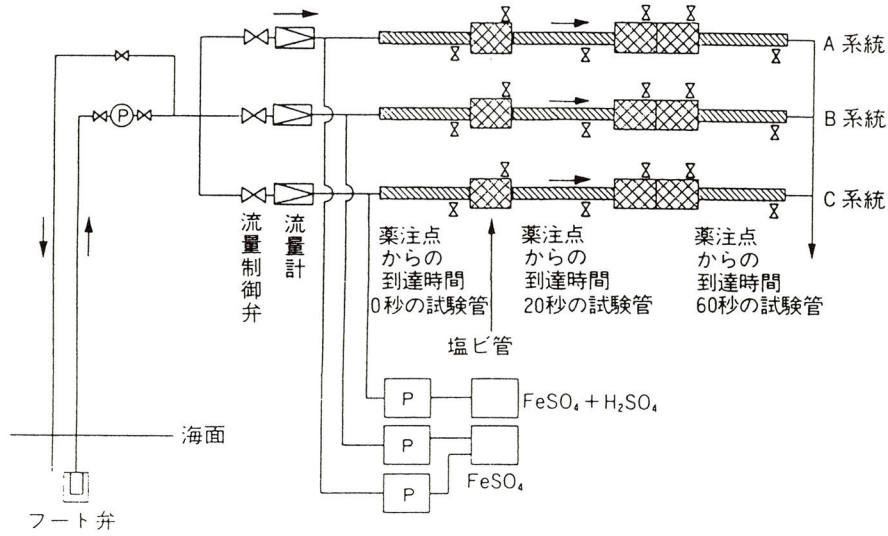 A系統
P
B系統
C系統
流量制御弁
流量計
薬注点
からの
到達時間
0秒の試験管
薬注点
からの
到達時間
20秒の試験管
薬注点
からの
到達時間
60秒の試験管
塩ビ管
P
FeSO₄+H₂SO₄
海面
P
FeSO₄
P
フート弁